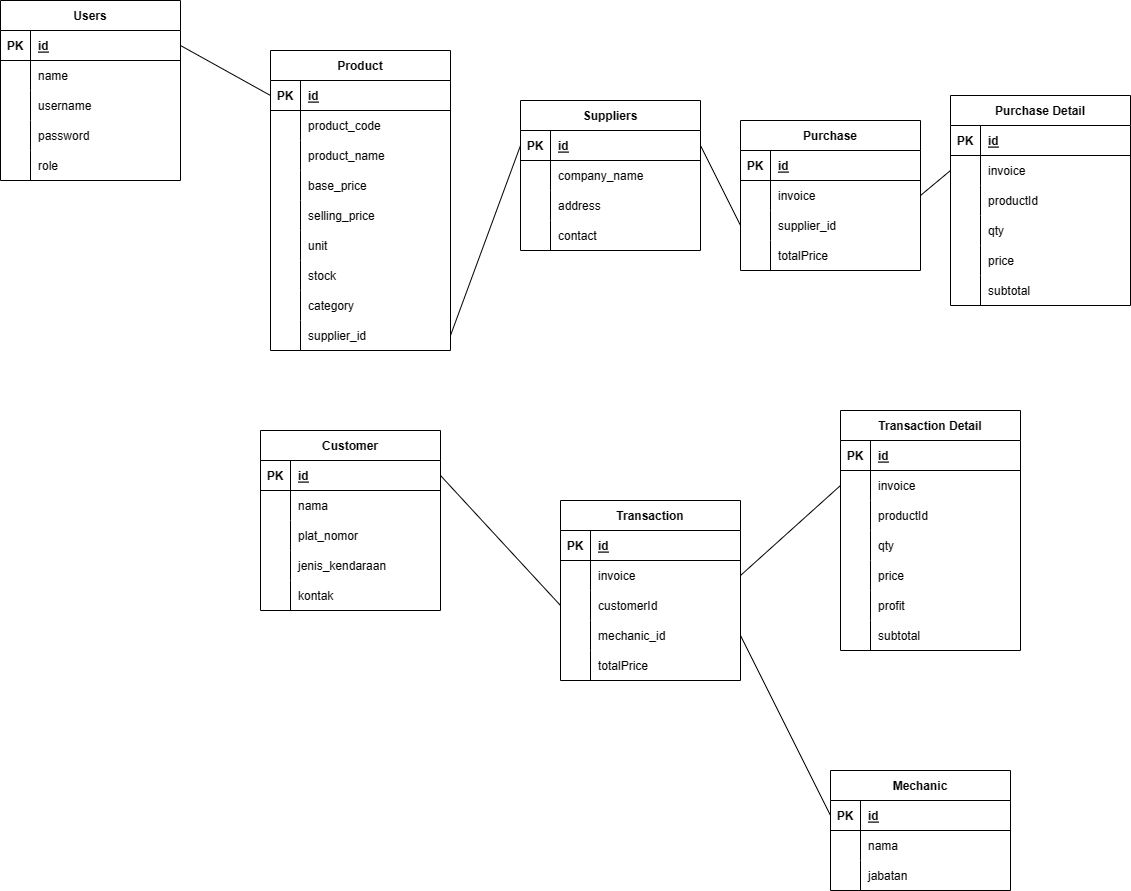 Users
PK id
name
username
password
role
Product
PK id
product_code
product_name
base_price
selling_price
unit
stock
category
supplier_id
Suppliers
PK id
company_name
address
contact
Purchase
PK id
invoice
supplier_id
totalPrice
Purchase Detail
PK id
invoice
productId
qty
price
subtotal
Customer
PK id
nama
plat_nomor
jenis_kendaraan
kontak
Transaction
PK id
invoice
customerId
mechanic_id
totalPrice
Transaction Detail
PK id
invoice
productId
qty
price
profit
subtotal
Mechanic
PK id
nama
jabatan